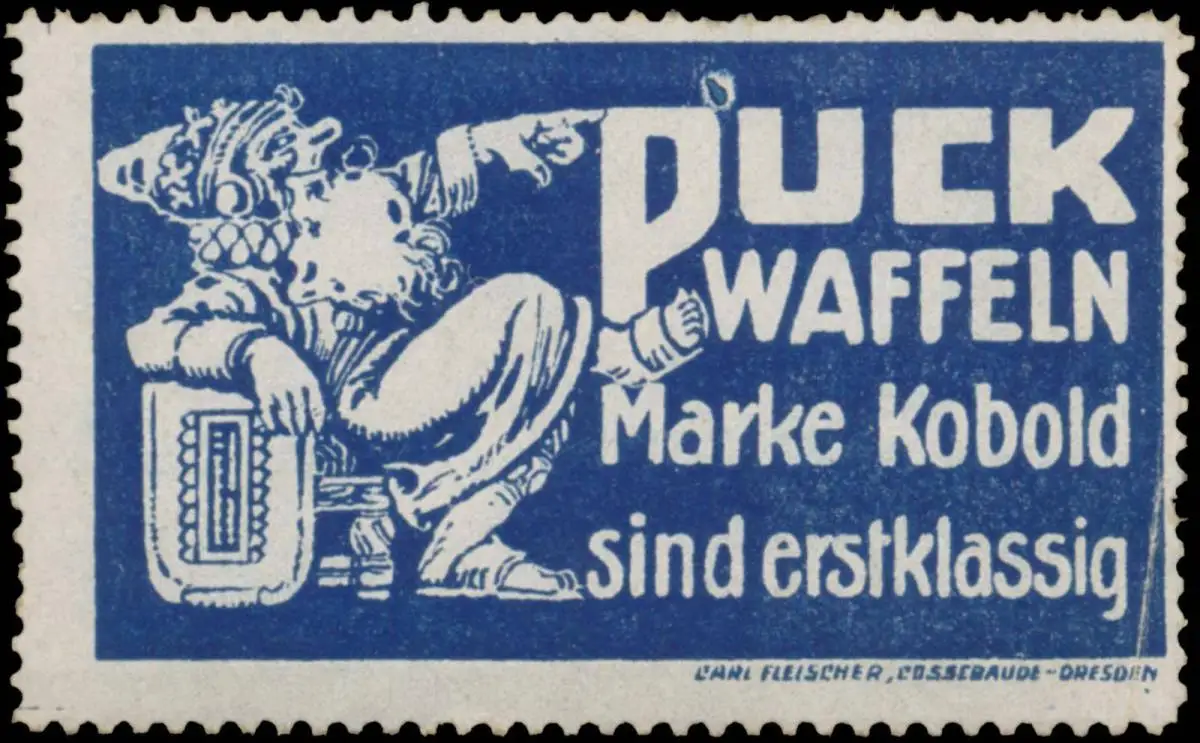 PUCK
WAFFELN
Marke Kobold
sind erstklassig
CARL FLEISCHER, COSSEBAUDE-DRESDEN